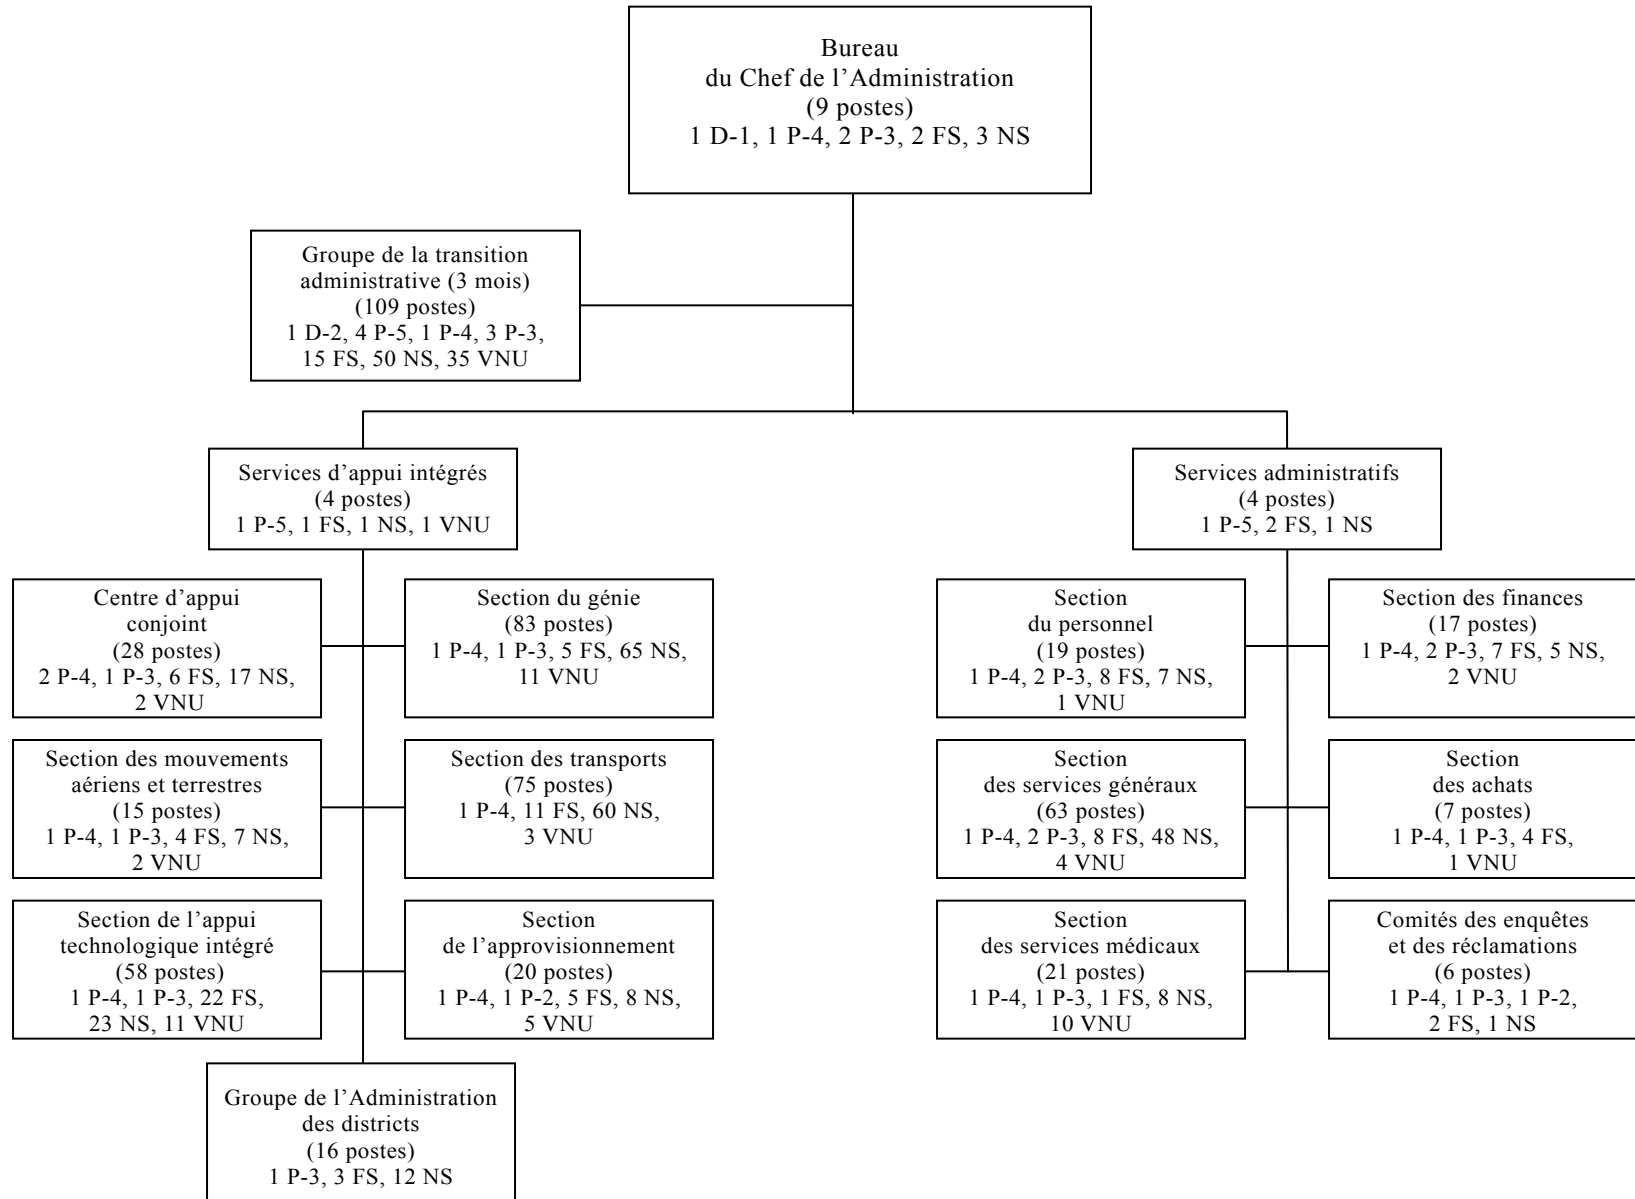 Bureau
du Chef de l’Administration
(9 postes)
1 D-1, 1 P-4, 2 P-3, 2 FS, 3 NS
Groupe de la transition
administrative (3 mois)
(109 postes)
1 D-2, 4 P-5, 1 P-4, 3 P-3,
15 FS, 50 NS, 35 VNU
Services d’appui intégrés
(4 postes)
1 P-5, 1 FS, 1 NS, 1 VNU
Services administratifs
(4 postes)
1 P-5, 2 FS, 1 NS
Centre d’appui
conjoint
(28 postes)
2 P-4, 1 P-3, 6 FS, 17 NS,
2 VNU
Section du génie
(83 postes)
1 P-4, 1 P-3, 5 FS, 65 NS,
11 VNU
Section
du personnel
(19 postes)
1 P-4, 2 P-3, 8 FS, 7 NS,
1 VNU
Section des finances
(17 postes)
1 P-4, 2 P-3, 7 FS, 5 NS,
2 VNU
Section des mouvements
aériens et terrestres
(15 postes)
1 P-4, 1 P-3, 4 FS, 7 NS,
2 VNU
Section des transports
(75 postes)
1 P-4, 11 FS, 60 NS,
3 VNU
Section
des services généraux
(63 postes)
1 P-4, 2 P-3, 8 FS, 48 NS,
4 VNU
Section
des achats
(7 postes)
1 P-4, 1 P-3, 4 FS,
1 VNU
Section de l’appui
technologique intégré
(58 postes)
1 P-4, 1 P-3, 22 FS,
23 NS, 11 VNU
Section
de l’approvisionnement
(20 postes)
1 P-4, 1 P-2, 5 FS, 8 NS,
5 VNU
Section
des services médicaux
(21 postes)
1 P-4, 1 P-3, 1 FS, 8 NS,
10 VNU
Comités des enquêtes
et des réclamations
(6 postes)
1 P-4, 1 P-3, 1 P-2,
2 FS, 1 NS
Groupe de l’Administration
des districts
(16 postes)
1 P-3, 3 FS, 12 NS